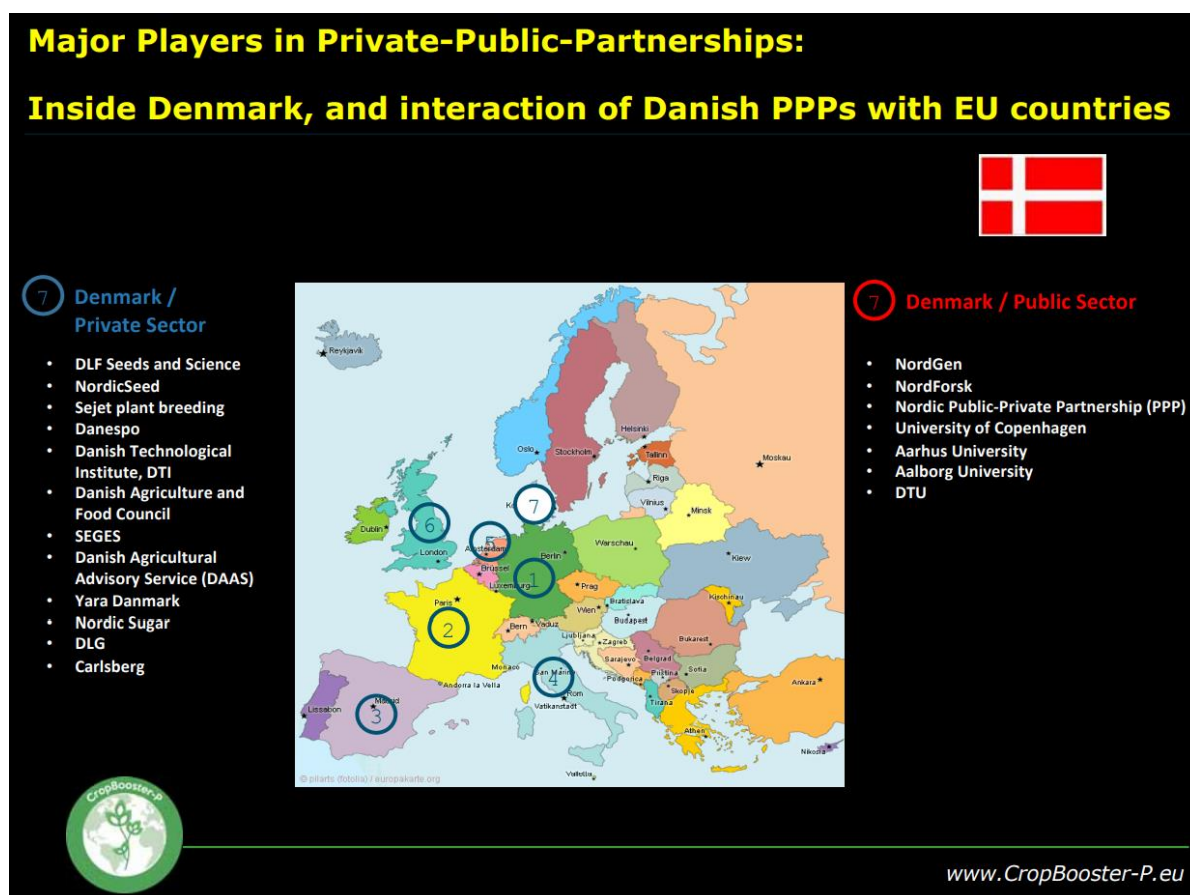 Major Players in Private-Public-Partnerships:
Inside Denmark, and interaction of Danish PPPs with EU countries
7 Denmark /
Private Sector
• DLF Seeds and Science
• NordicSeed
• Sejet plant breeding
• Danespo
• Danish Technological
Institute, DTI
• Danish Agriculture and
Food Council
• SEGES
• Danish Agricultural
Advisory Service (DAAS)
• Yara Danmark
• Nordic Sugar
• DLG
• Carlsberg
Reykjavik
Oslo
Stockholm
Helsinki
Tallinn
Riga
Vilnius
Moskau
Minsk
7
6
5
1
2
4
3
Dublin
London
Amsterdam
Brüssel
Luxemburg
Berlin
Warschau
Kiew
Prag
Paris
Bern
Vaduz
Wien
Bratislava
Budapest
Kischinau
Ljubljana
Zagreb
Bukarest
Belgrad
Sarajevo
Monaco
San Marino
Andorra la Vella
Podgorica
Priština
Sofia
Skopje
Rom
Vatikanstadt
Tirana
Madrid
Lissabon
Ankara
Athen
Nikosia
Valletta
© pilarts (fotolia) / europakarte.org
7 Denmark / Public Sector
• NordGen
• NordForsk
• Nordic Public-Private Partnership (PPP)
• University of Copenhagen
• Aarhus University
• Aalborg University
• DTU
CropBooster-P
www.CropBooster-P.eu